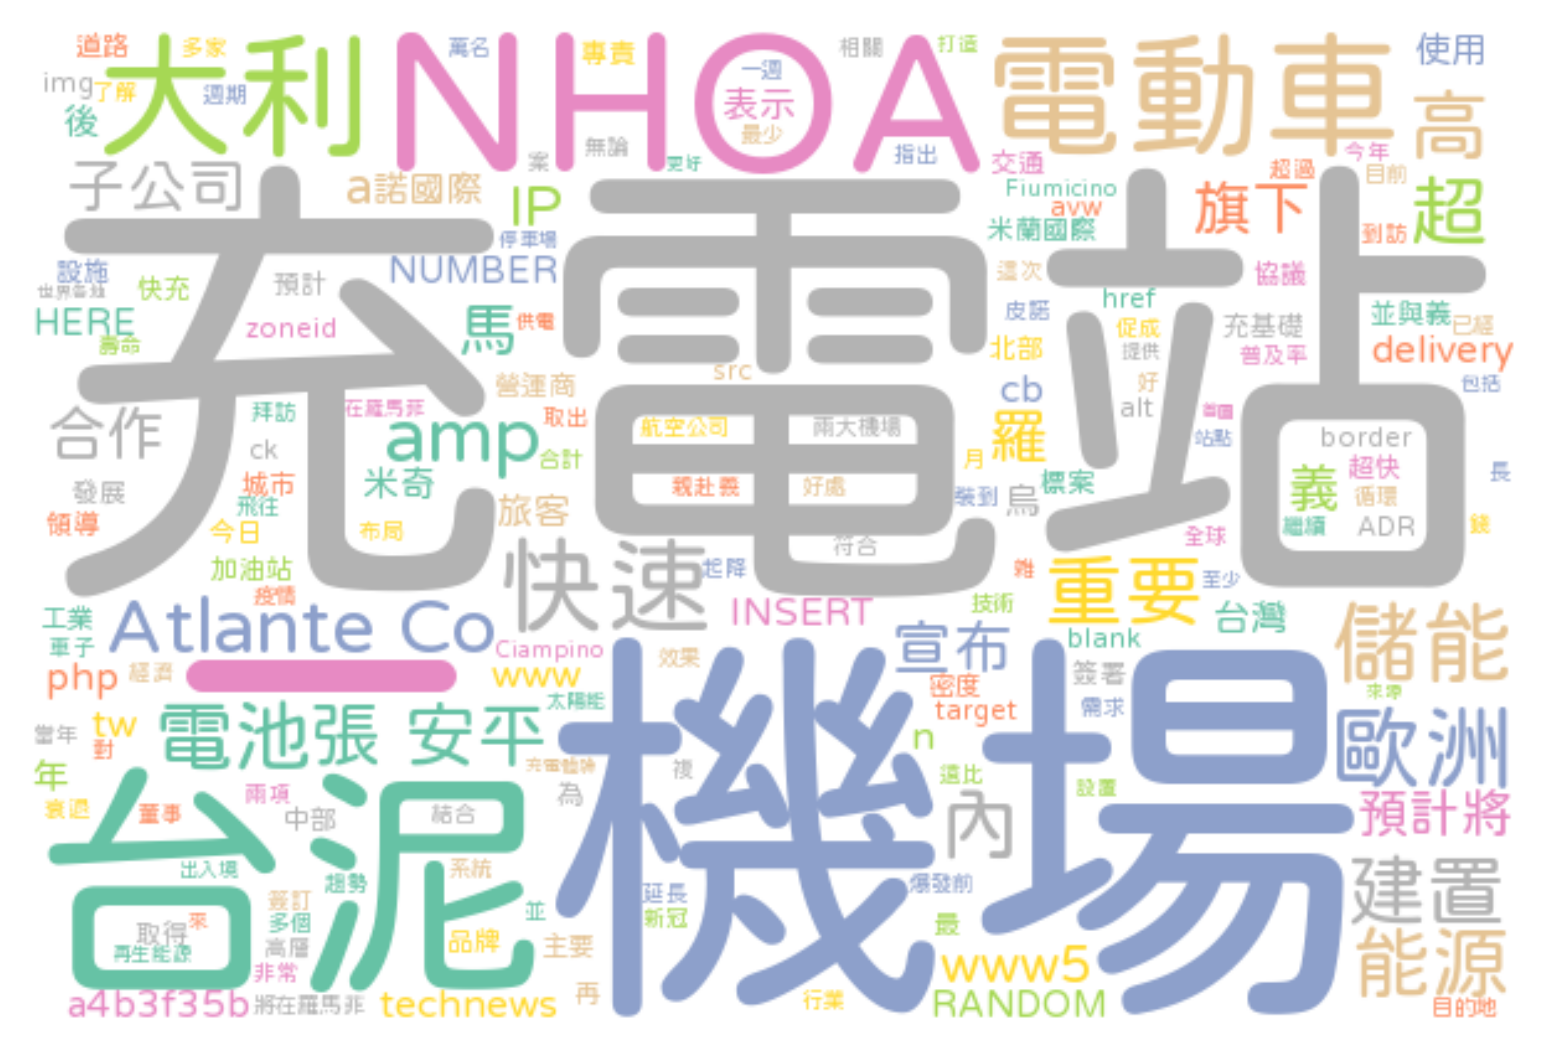 道路
多家
大利
NHOA
萬名
專責
一週
表示
最少
相關
打造
電動車
使用
img
了解
週期
後
案
無論
更好
指出
交通
超過
今年
目前
高
子公司
a諾國際
IP
停車場
Fiumicino
avw
米蘭國際
旗下
到訪
超
充電站
設施
快充
預計
NUMBER
這次
href
協議
HERE
壽命
zoneid
馬
供電
皮諾
促成
提供
充基礎
普及率
並與義
已經
delivery
北部
src
營運商
cb
好
alt
首圈
站點
包括
合作
拜訪
在羅馬菲
取出
amp
合計
航空公司
兩大機場
羅
月
border
ck
發展
城市
飛往
米奇
親赴義
好處
裝到
烏
標案
義
超快
循環
長
領導
今日
布局
旅客
符合
全球
繼續
ADR
鏡
加油站
疫情
快速
起降
雜
技術
重要
至少
台灣
工業
車子
Atlante Co
INSERT
Ciampino
宣布
blank
儲能
php
經濟
www
效果
密度
target
簽署
需求
來源
太陽能
當年
tw
對
電池張 安平
機場
歐洲
年
衰退
董事
兩項
中部
結合
充電體驗
為
複
n
這比
設置
內
預計將
台泥
出入境
趨勢
系統
簽訂
多個
並
延長
新冠
爆發前
最
建置
取得
來
再生能源
高層
非常
品牌
主要
www5
能源
a4b3f35b
將在羅馬菲
technews
再
行業
RANDOM
目的地